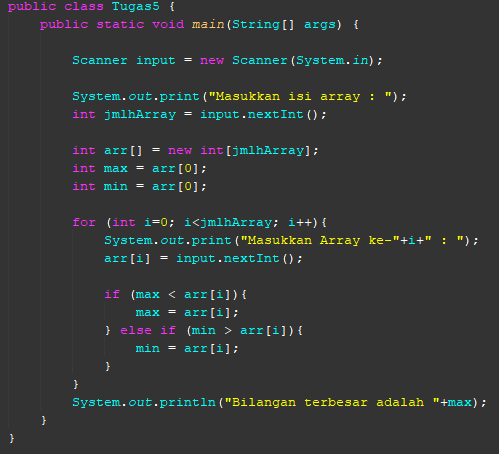 public class Tugas5 {
public static void main(String[] args) {
Scanner input = new Scanner(System.in);
System.out.print("Masukkan isi array : ");
int jmlhArray = input.nextInt();
int arr[] = new int[jmlhArray];
int max = arr[0];
int min = arr[0];
for (int i=0; i<jmlhArray; i++){
System.out.print("Masukkan Array ke-"+i+" : ");
arr[i] = input.nextInt();
if (max < arr[i]){
max = arr[i];
} else if (min > arr[i]){
min = arr[i];
}
}
System.out.println("Bilangan terbesar adalah "+max);
}
}